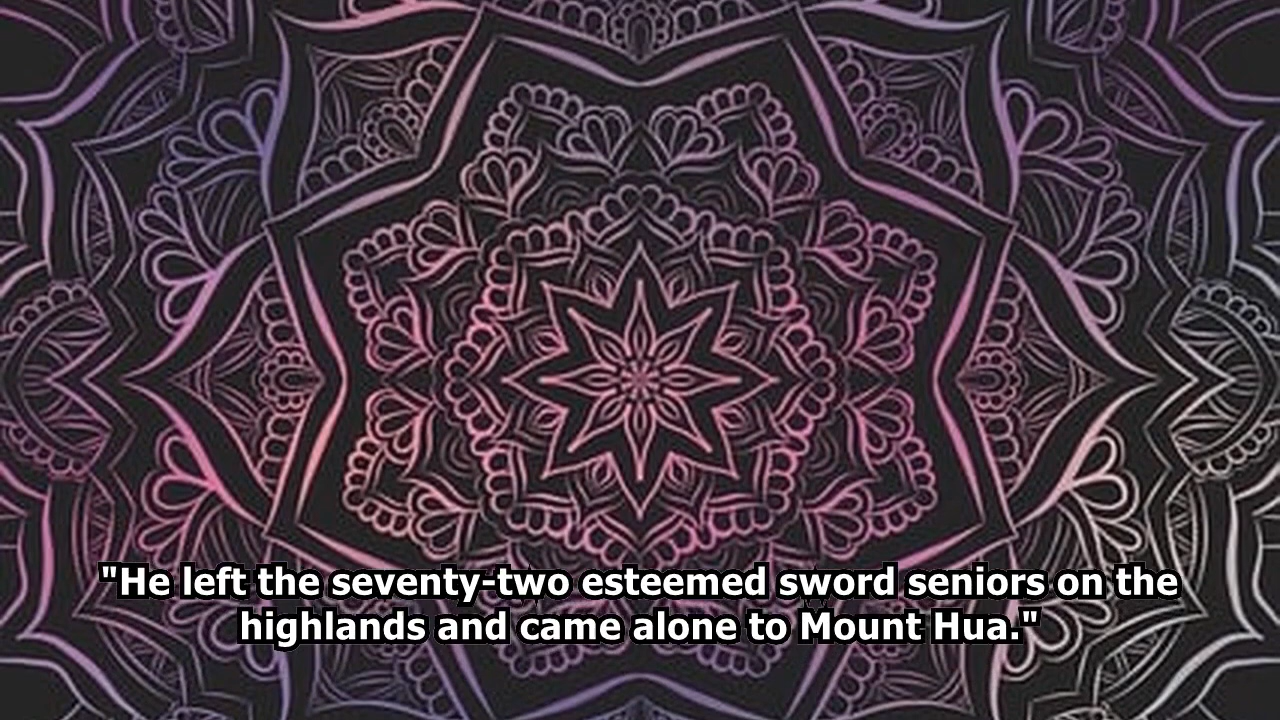 "He left the seventy-two esteemed sword seniors on the
highlands and came alone to Mount Hua."